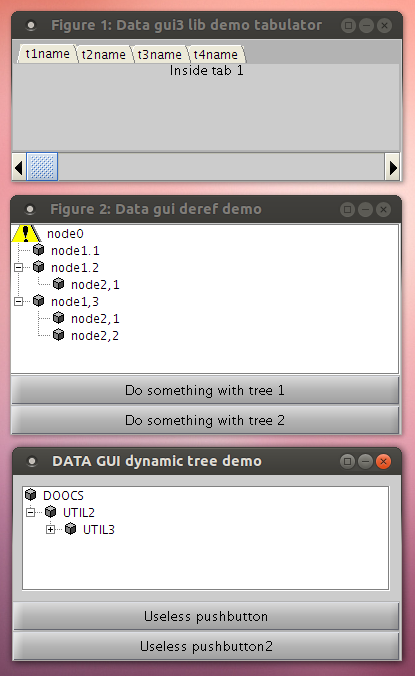 Figure 1: Data gui3 lib demo tabulator
t1name t2name t3name t4name
Inside tab 1
Figure 2: Data gui deref demo
node0
node1.1
node1.2
node2,1
node1,3
node2,1
node2,2
Do something with tree 1
Do something with tree 2
DATA GUI dynamic tree demo
DOOCS
UTIL2
UTIL3
Useless pushbutton
Useless pushbutton2